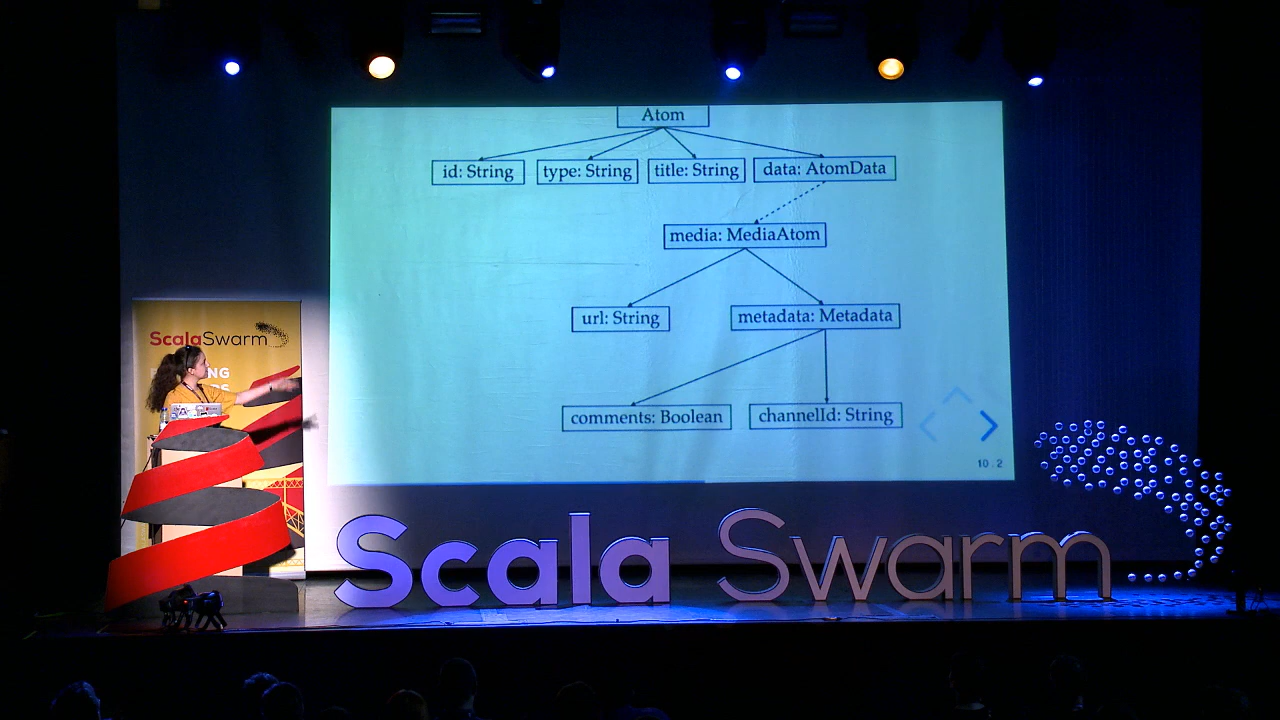 Atom
id: String
type: String
title: String
data: AtomData
media: MediaAtom
url: String
metadata: Metadata
comments: Boolean
channelId: String
10.2
ScalaSwarm
Scala Swarm